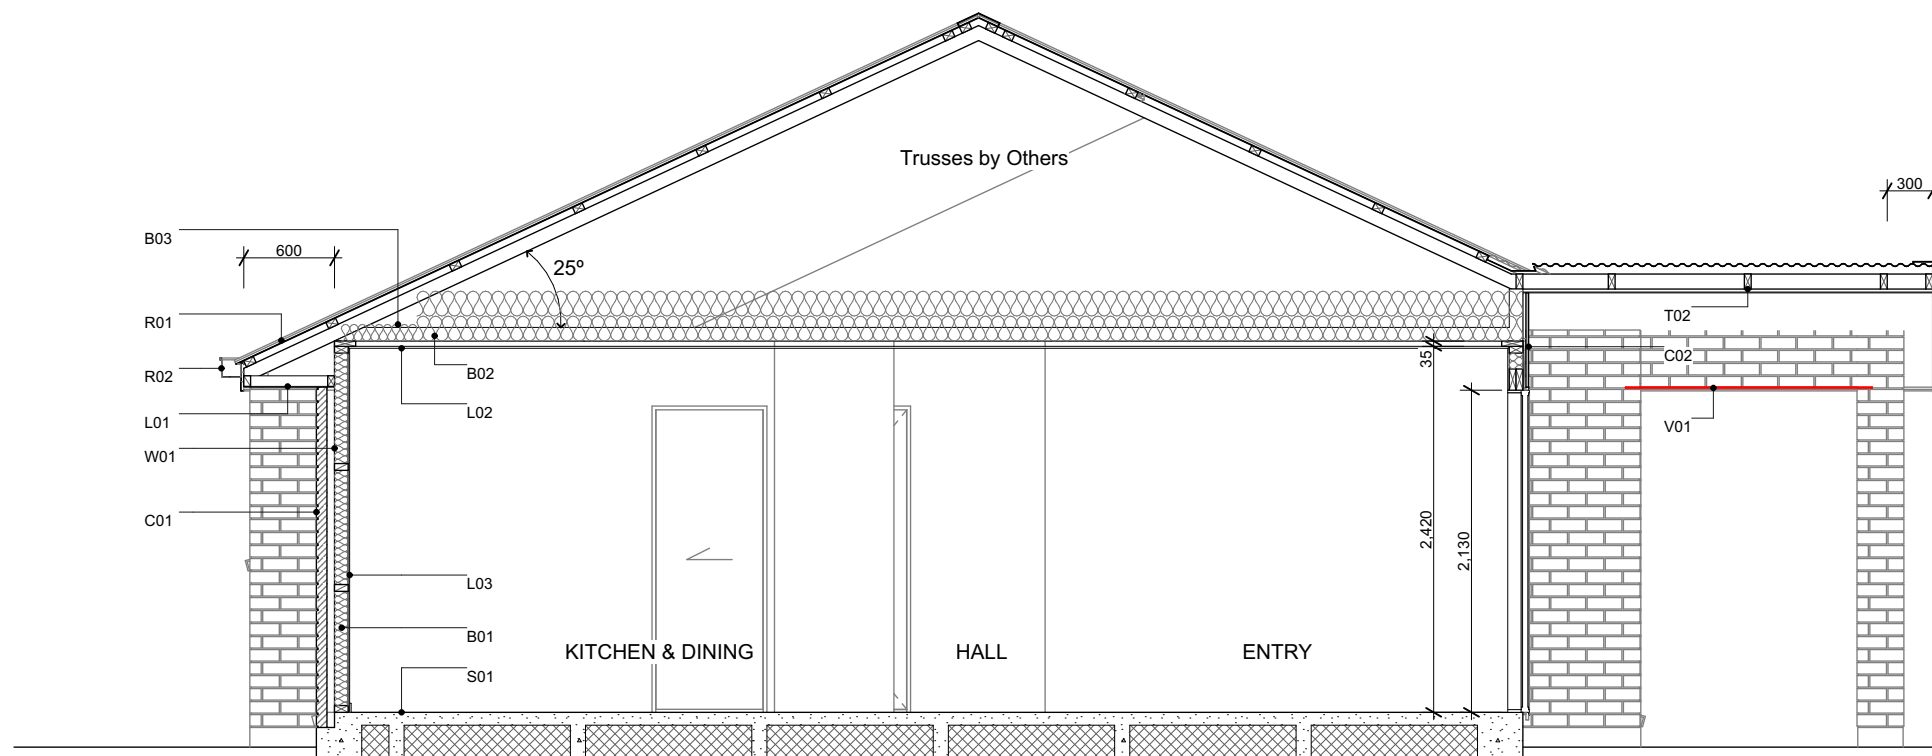 Trusses by Others
300
B03
600
25º
R01
T02
35
C02
R02
B02
L02
L01
V01
W01
C01
2,420
2,130
L03
B01
KITCHEN & DINING
HALL
ENTRY
S01